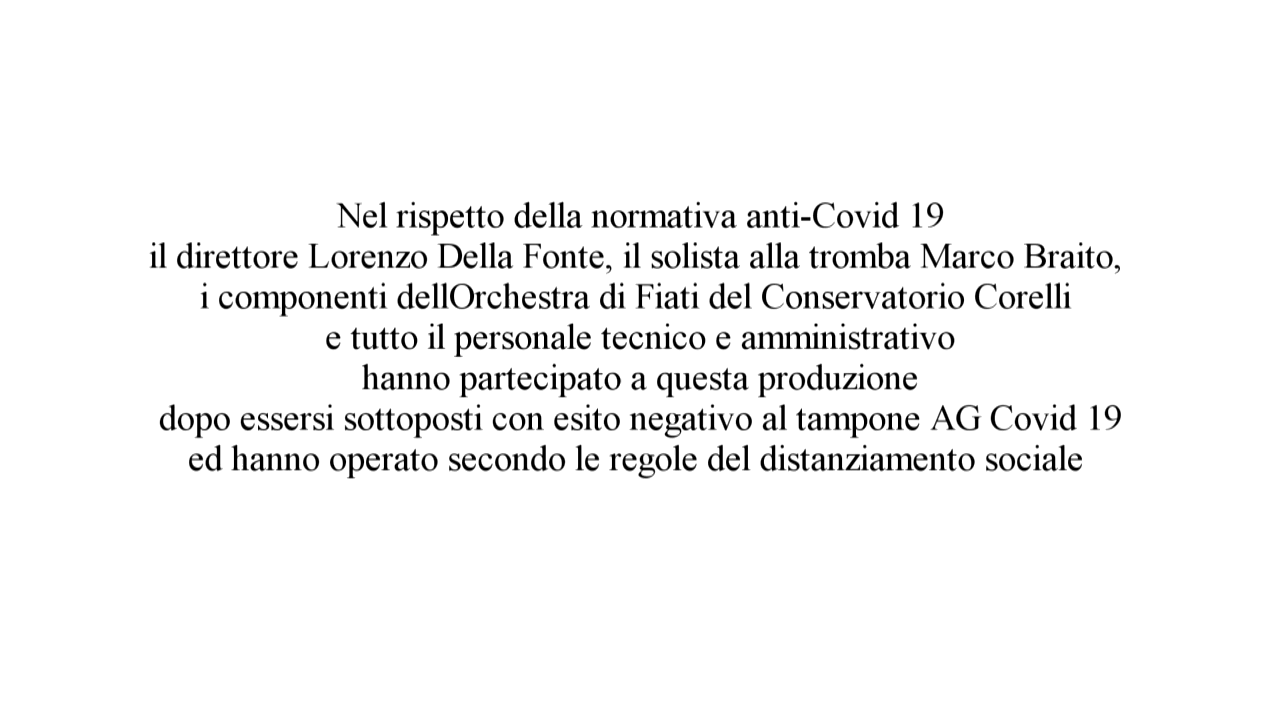 Nel rispetto della normativa anti-Covid 19
il direttore Lorenzo Della Fonte, il solista alla tromba Marco Braito,
i componenti dellOrchestra di Fiati del Conservatorio Corelli
e tutto il personale tecnico e amministrativo
hanno partecipato a questa produzione
dopo essersi sottoposti con esito negativo al tampone AG Covid 19
ed hanno operato secondo le regole del distanziamento sociale